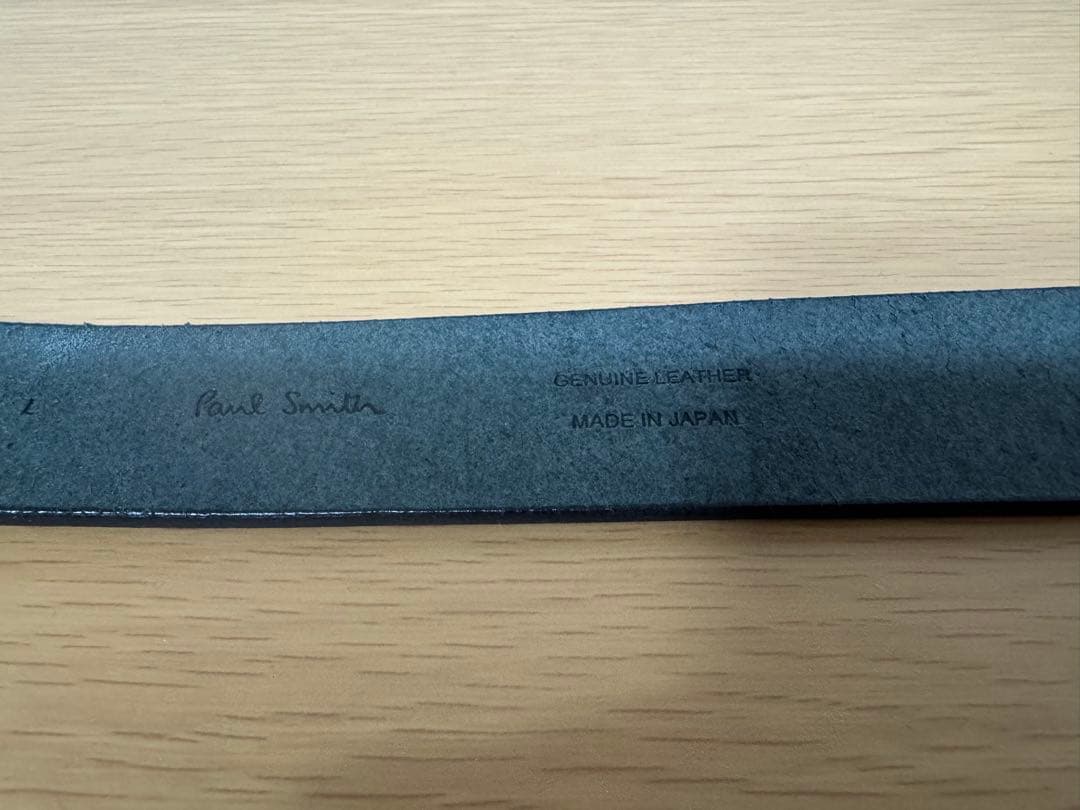 Paul Smith
GENUINE LEATHER
MADE IN JAPAN